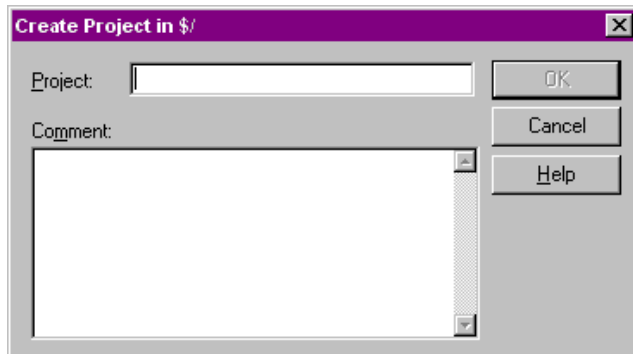 Create Project in $/
Project:
OK
Comment:
Cancel
Help